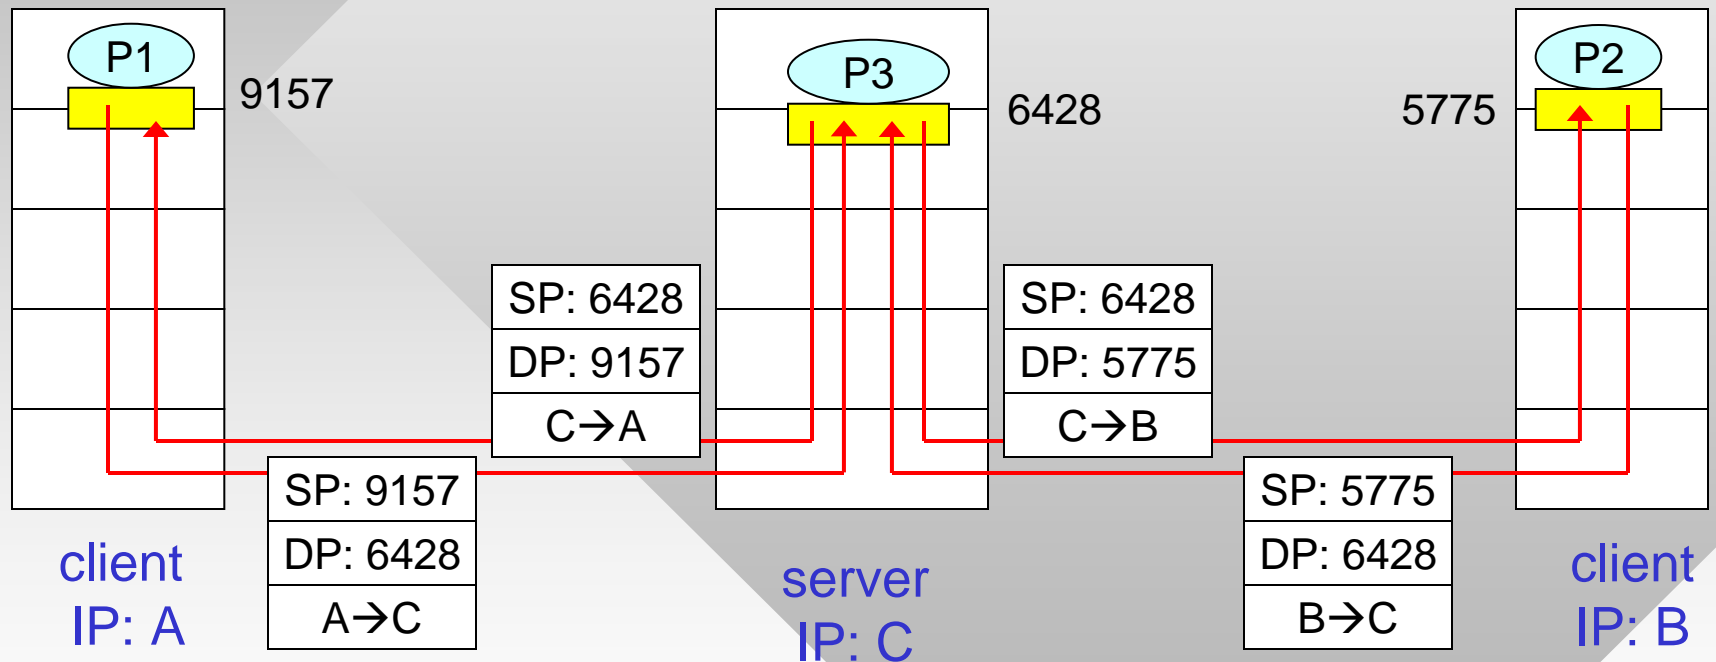 P1
9157
P3
6428
5775
P2
SP: 6428
DP: 9157
C→A
SP: 6428
DP: 5775
C→B
SP: 9157
DP: 6428
A→C
SP: 5775
DP: 6428
B→C
client
IP: A
server
IP: C
client
IP: B